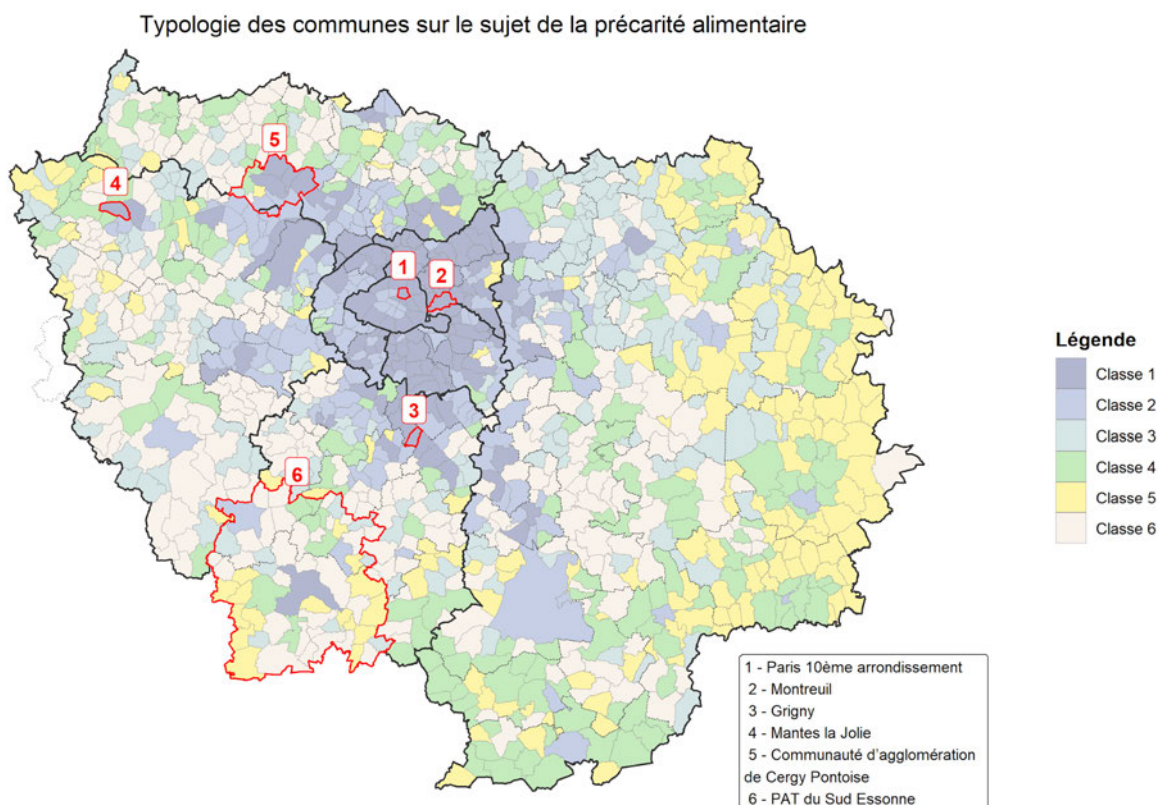 Typologie des communes sur le sujet de la précarité alimentaire
5
4
1
2
3
6
Légende
Classe 1
Classe 2
Classe 3
Classe 4
Classe 5
Classe 6
1 - Paris 10ème arrondissement
2 - Montreuil
3 - Grigny
4 - Mantes la Jolie
5 - Communauté d'agglomération
de Cergy Pontoise
6 - PAT du Sud Essonne